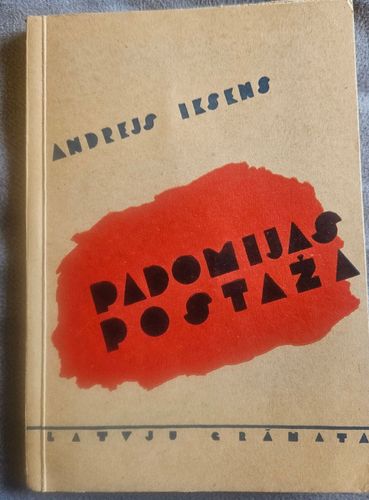 ANDREJS IKSENS
PADOMIJAS
POSTAŽA
LATVJU GRĀMATA